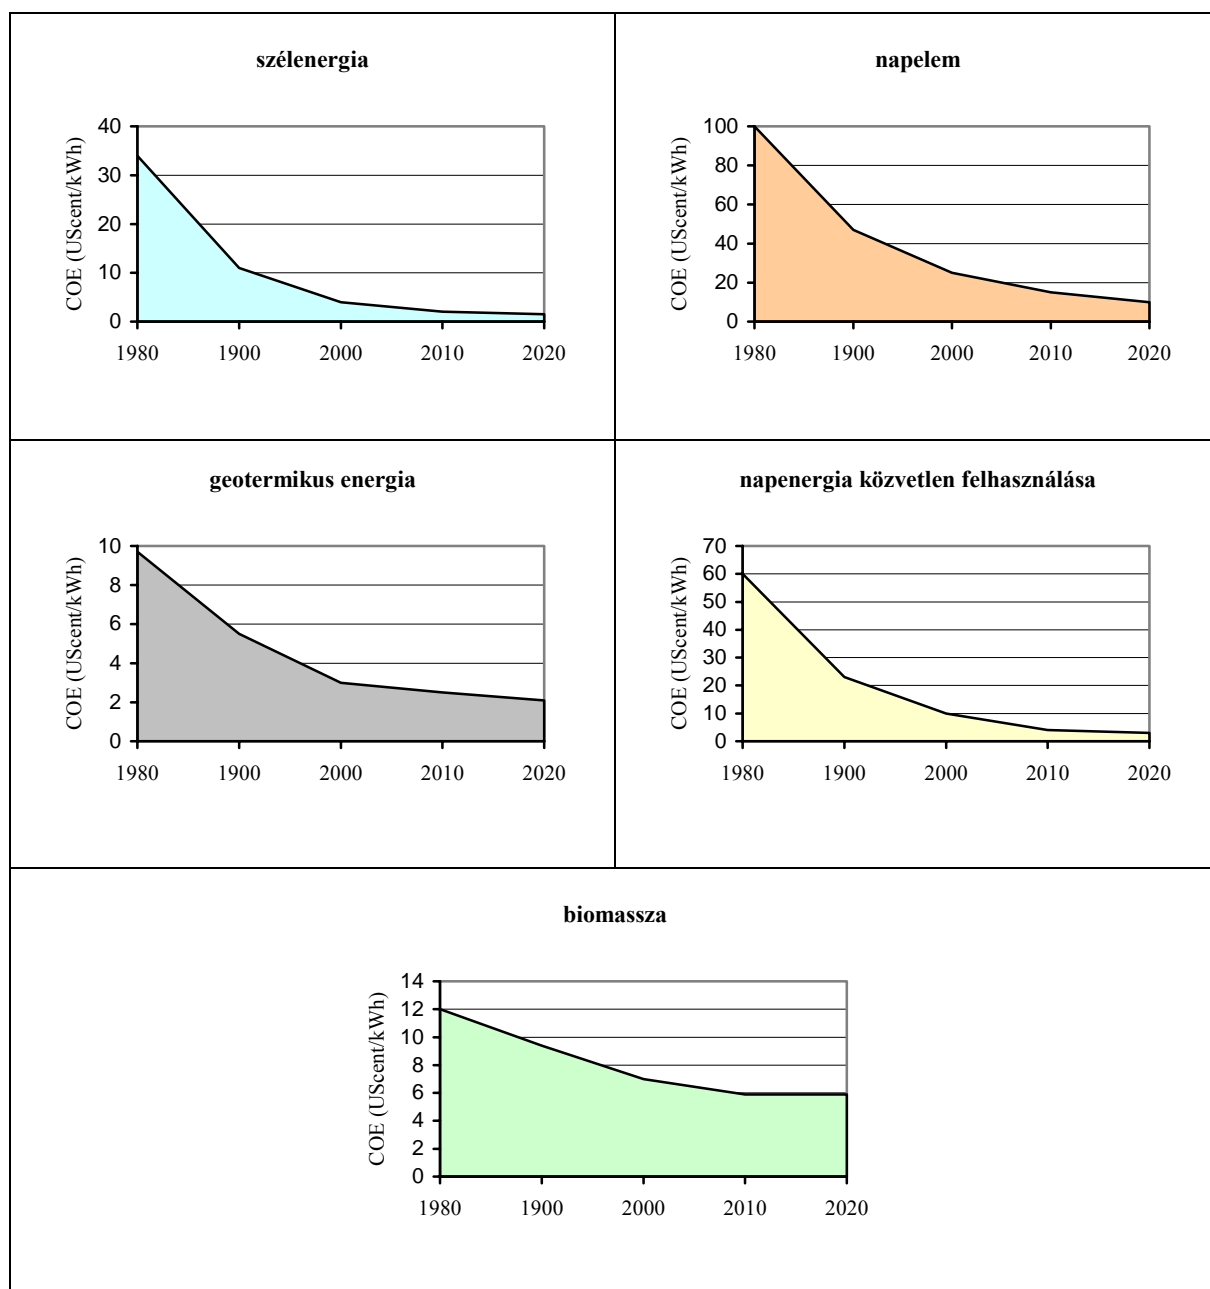 szélenergia
COE (UScent/kWh)
40
30
20
10
0
1980 1900 2000 2010 2020
napelem
COE (UScent/kWh)
100
80
60
40
20
0
1980 1900 2000 2010 2020
geotermikus energia
COE (UScent/kWh)
10
8
6
4
2
0
1980 1900 2000 2010 2020
napenergia közvetlen felhasználása
COE (UScent/kWh)
70
60
50
40
30
20
10
0
1980 1900 2000 2010 2020
biomassza
COE (UScent/kWh)
14
12
10
8
6
4
2
0
1980 1900 2000 2010 2020